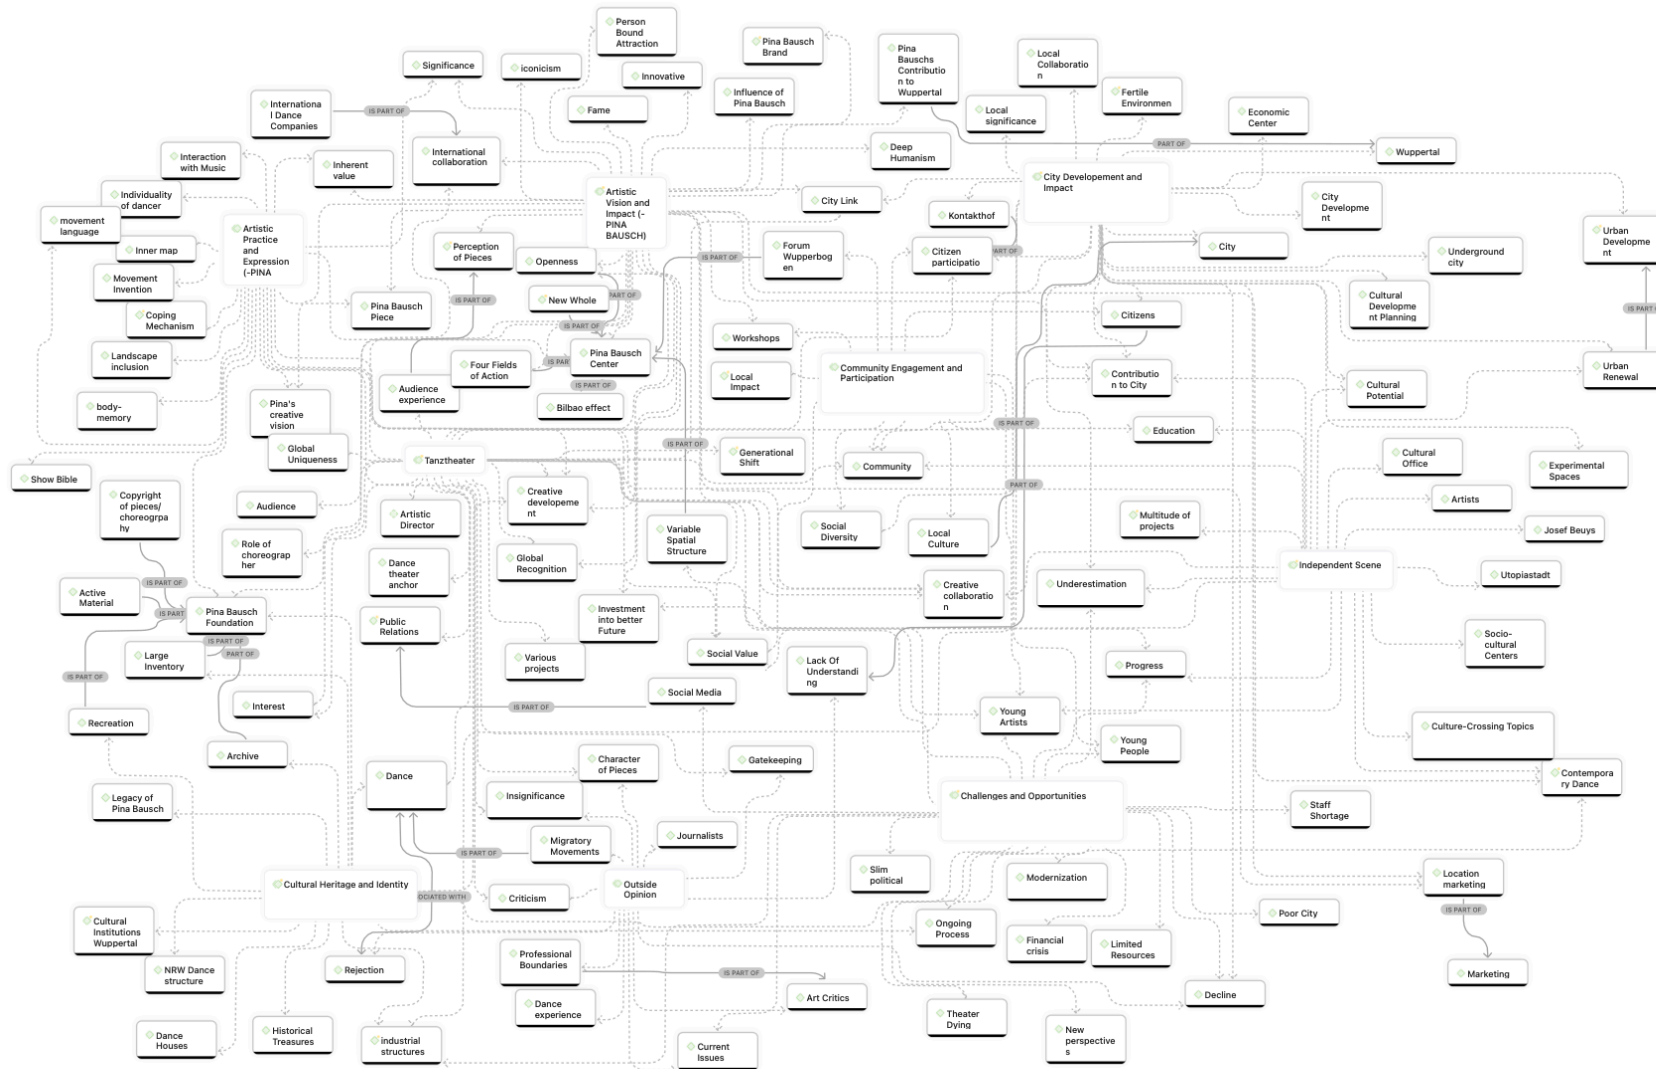 Person
Bound
Attraction
Pina Bausch
Brand
Pina
Bauschs
Contributio
n to
Wuppertal
Local
Collaboratio
n
Significance
iconicism
Innovative
Influence of
Pina Bausch
Fertile
Environmen
Internationa
l Dance
Companies
IS PART OF
Fame
Local
significance
Economic
Center
Interaction
with Music
Inherent
value
International
collaboration
Deep
Humanism
PART OF
Wuppertal
Individuality
of dancer
movement
language
Artistic
Vision and
Impact (-
PINA
BAUSCH)
City Link
City Developement and
Impact
City
Developme
nt
Kontakthof
Inner map
Artistic
Practice
and
Expression
(-PINA
Perception
of Pieces
Openness
IS PART OF
Forum
Wupperbog
en
Citizen
participatio
PART OF
City
Underground
city
Urban
Developme
nt
Movement
Invention
Coping
Mechanism
Pina Bausch
Piece
IS PART OF
New Whole
PART OF
IS PART OF
Cultural
Developme
nt Planning
Citizens
IS PART O
Workshops
Landscape
inclusion
Audience
experience
Four Fields
of Action
IS PAR
Pina Bausch
Center
IS PART OF
Local
Impact
Community Engagement and
Participation
Contributio
n to City
Cultural
Potential
Urban
Renewal
body-
memory
Pina's
creative
vision
Bilbao effect
IS PART OF
IS PART OF
Education
Global
Uniqueness
Tanztheater
Generational
Shift
Community
Cultural
Office
Experimental
Spaces
Show Bible
Copyright
of pieces/
choreogrpa
hy
Audience
Artistic
Director
Creative
developeme
nt
PART OF
Artists
Variable
Spatial
Structure
Social
Diversity
Local
Culture
Multitude of
projects
Josef Beuys
Role of
choreograp
her
Dance
theater
anchor
Global
Recognition
Independent Scene
Utopiastadt
IS PART OF
Active
Material
IS PART
Pina Bausch
Foundation
Creative
collaboratio
n
Underestimation
Public
Relations
Investment
into better
Future
IS PART OF
PART OF
Large
Inventory
Various
projects
Social Value
Lack Of
Understandi
ng
Progress
Socio-
cultural
Centers
IS PART OF
Interest
Social Media
IS PART OF
Recreation
Young
Artists
Young
People
Culture-Crossing Topics
Archive
Dance
Character
of Pieces
Gatekeeping
Contempora
ry Dance
Legacy of
Pina Bausch
Insignificance
Challenges and Opportunities
Staff
Shortage
Migratory
Movements
IS PART OF
Journalists
Slim
political
Modernization
Location
marketing
Cultural Heritage and Identity
OCIATED WITH
Criticism
Outside
Opinion
IS PART OF
Poor City
Cultural
Institutions
Wuppertal
Ongoing
Process
Financial
crisis
Limited
Resources
NRW Dance
structure
Rejection
Professional
Boundaries
IS PART OF
Marketing
Dance
experience
Art Critics
Decline
Dance
Houses
Historical
Treasures
industrial
structures
Theater
Dying
New
perspective
s
Current
Issues